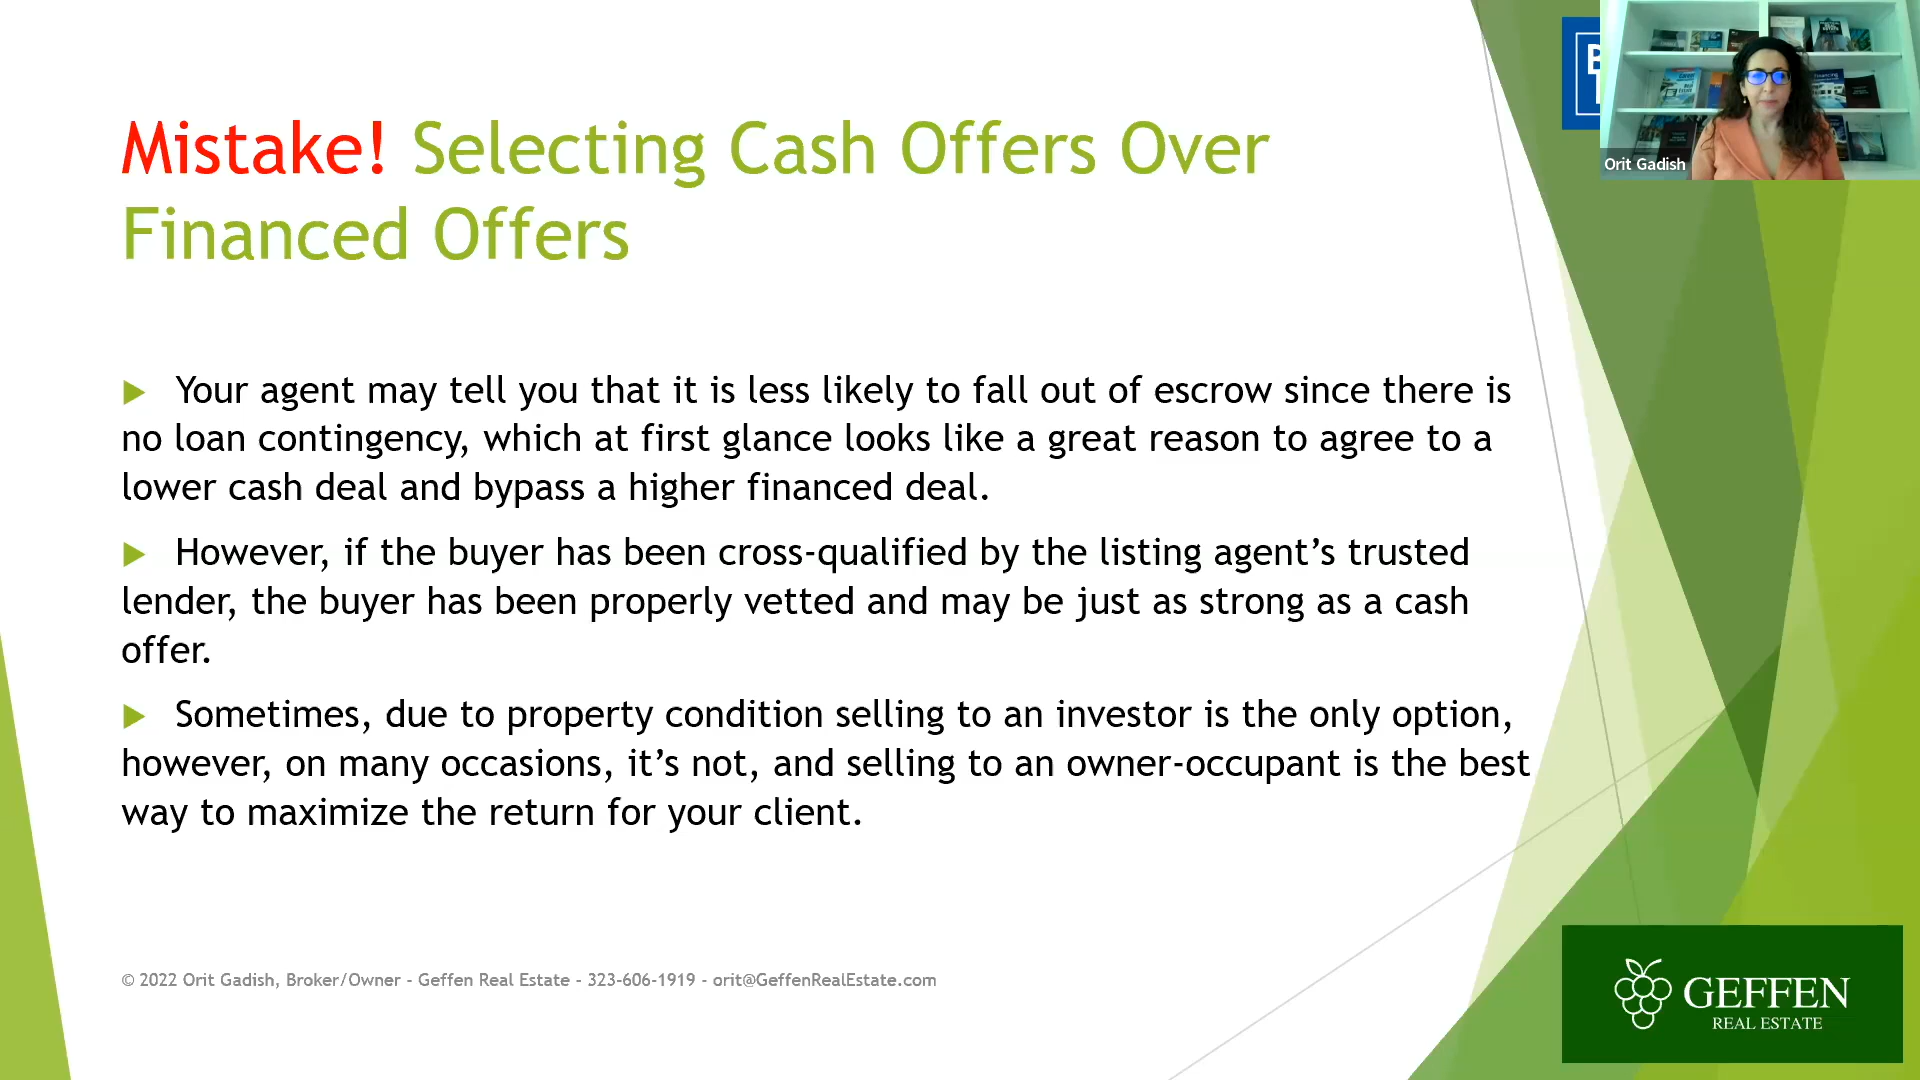 Mistake! Selecting Cash Offers Over
Financed Offers
Orit Gadish
Your agent may tell you that it is less likely to fall out of escrow since there is
no loan contingency, which at first glance looks like a great reason to agree to a
lower cash deal and bypass a higher financed deal.
However, if the buyer has been cross-qualified by the listing agent’s trusted
lender, the buyer has been properly vetted and may be just as strong as a cash
offer.
Sometimes, due to property condition selling to an investor is the only option,
however, on many occasions, it’s not, and selling to an owner-occupant is the best
way to maximize the return for your client.
© 2022 Orit Gadish, Broker/Owner - Geffen Real Estate - 323-606-1919 - orit@GeffenRealEstate.com
GEFFEN
REAL ESTATE